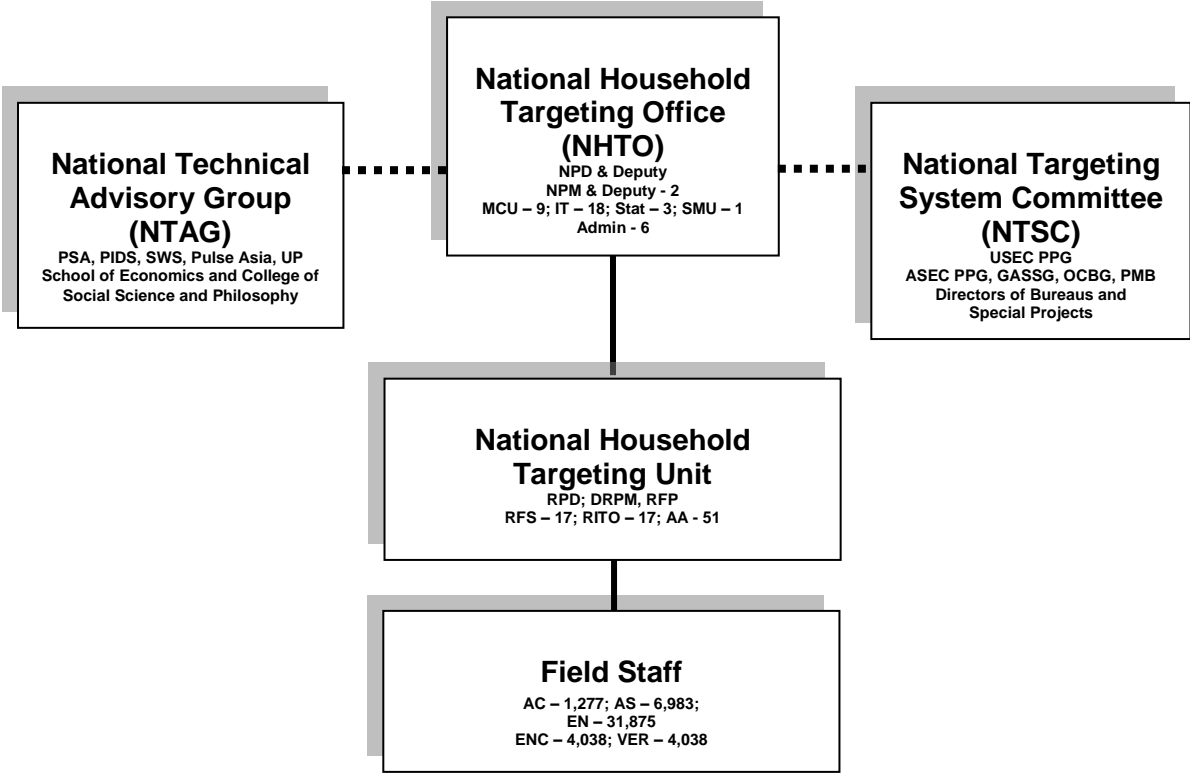 National Household
Targeting Office
(NHTO)
NPD & Deputy
NPM & Deputy - 2
MCU – 9; IT – 18; Stat – 3; SMU – 1
Admin - 6
National Technical
Advisory Group
(NTAG)
PSA, PIDS, SWS, Pulse Asia, UP
School of Economics and College of
Social Science and Philosophy
National Targeting
System Committee
(NTSC)
USEC PPG
ASEC PPG, GASSG, OCBG, PMB
Directors of Bureaus and
Special Projects
National Household
Targeting Unit
RPD; DRPM, RFP
RFS – 17; RITO – 17; AA - 51
Field Staff
AC – 1,277; AS – 6,983;
EN – 31,875
ENC – 4,038; VER – 4,038